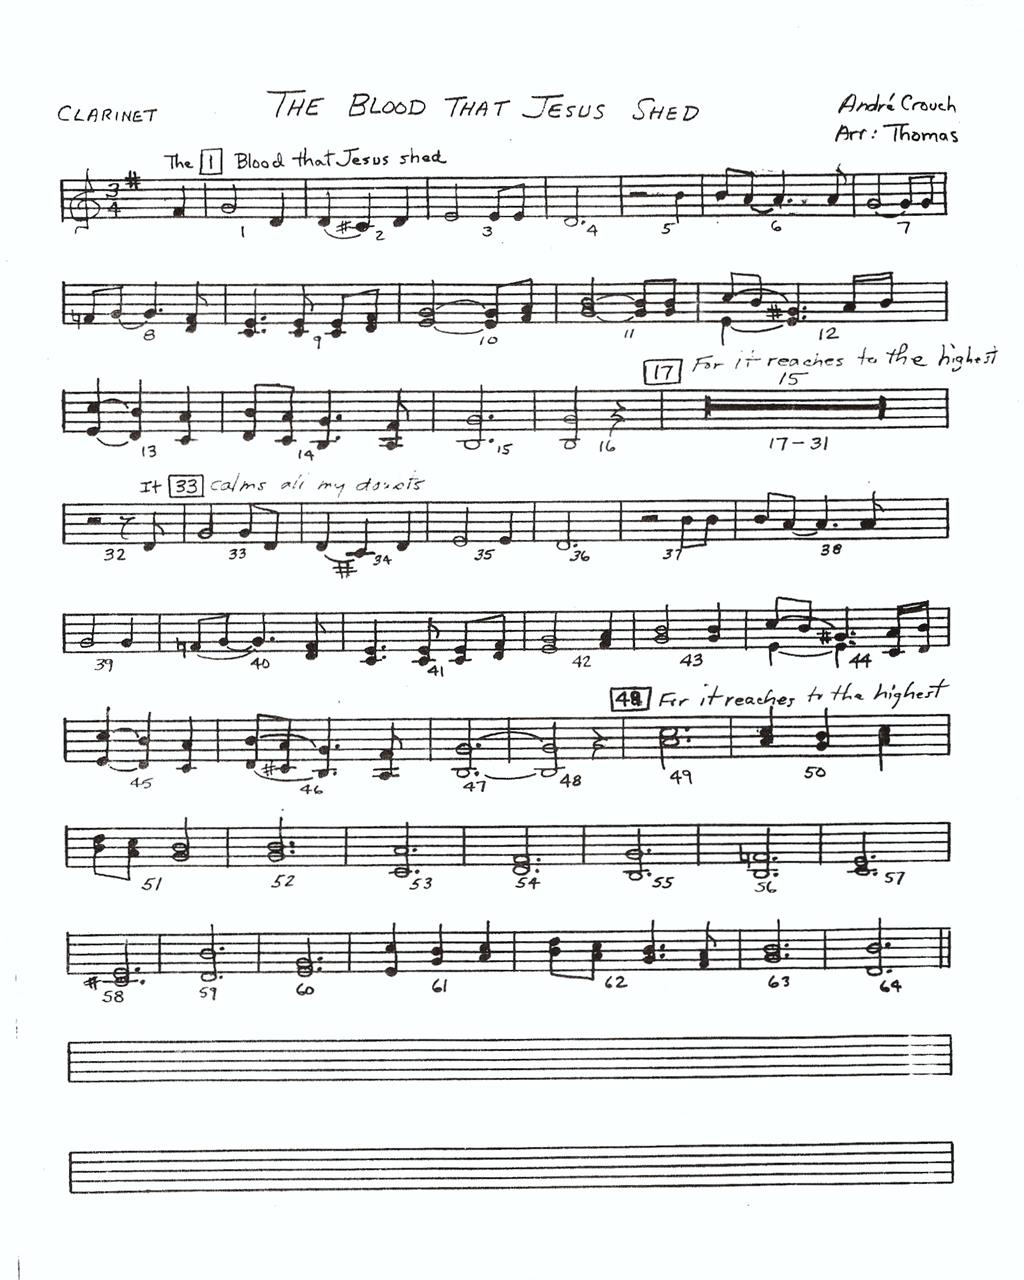 CLARINET THE BLOOD THAT JESUS SHED André Crouch
Arr: Thomas
The 1 Blood that Jesus shed
3
4
1 2 3 4 5 6 7
8 9 10 11 12
17 For it reaches to the highest
15
13 14 15 16 17-31
It 33 calms all my doubts
32 33 34 35 36 37 38
39 40 41 42 43 44
48 For it reaches to the highest
45 46 47 48 49 50
51 52 53 54 55 56 57
58 59 60 61 62 63 64